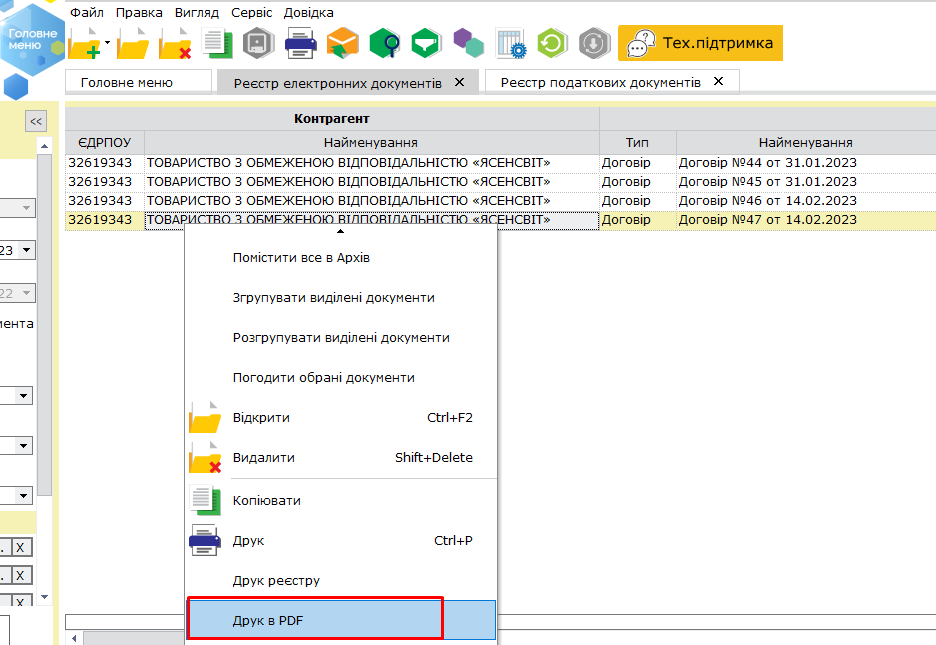 Файл Правка Вигляд Сервіс Довідка
Головне
меню
Тех.підтримка
Головне меню Реєстр електронних документів ✕ Реєстр податкових документів ✕
<<
Контрагент
ЄДРПОУ Найменування Тип Найменування
32619343 ТОВАРИСТВО З ОБМЕЖЕНОЮ ВІДПОВІДАЛЬНІСТЮ «ЯСЕНСВІТ» Договір Договір №44 от 31.01.2023
32619343 ТОВАРИСТВО З ОБМЕЖЕНОЮ ВІДПОВІДАЛЬНІСТЮ «ЯСЕНСВІТ» Договір Договір №45 от 31.01.2023
32619343 ТОВАРИСТВО З ОБМЕЖЕНОЮ ВІДПОВІДАЛЬНІСТЮ «ЯСЕНСВІТ» Договір Договір №46 от 14.02.2023
32619343 ТОВАРИСТВО З ОБМЕЖЕНОЮ ВІДПОВІДАЛЬНІСТЮ «ЯСЕНСВІТ» Договір Договір №47 от 14.02.2023
23
22
мента
. X
. X
X
Помістити все в Архів
Згрупувати виділені документи
Розгрупувати виділені документи
Погодити обрані документи
Відкрити Ctrl+F2
Видалити Shift+Delete
Копіювати
Друк Ctrl+P
Друк реєстру
Друк в PDF